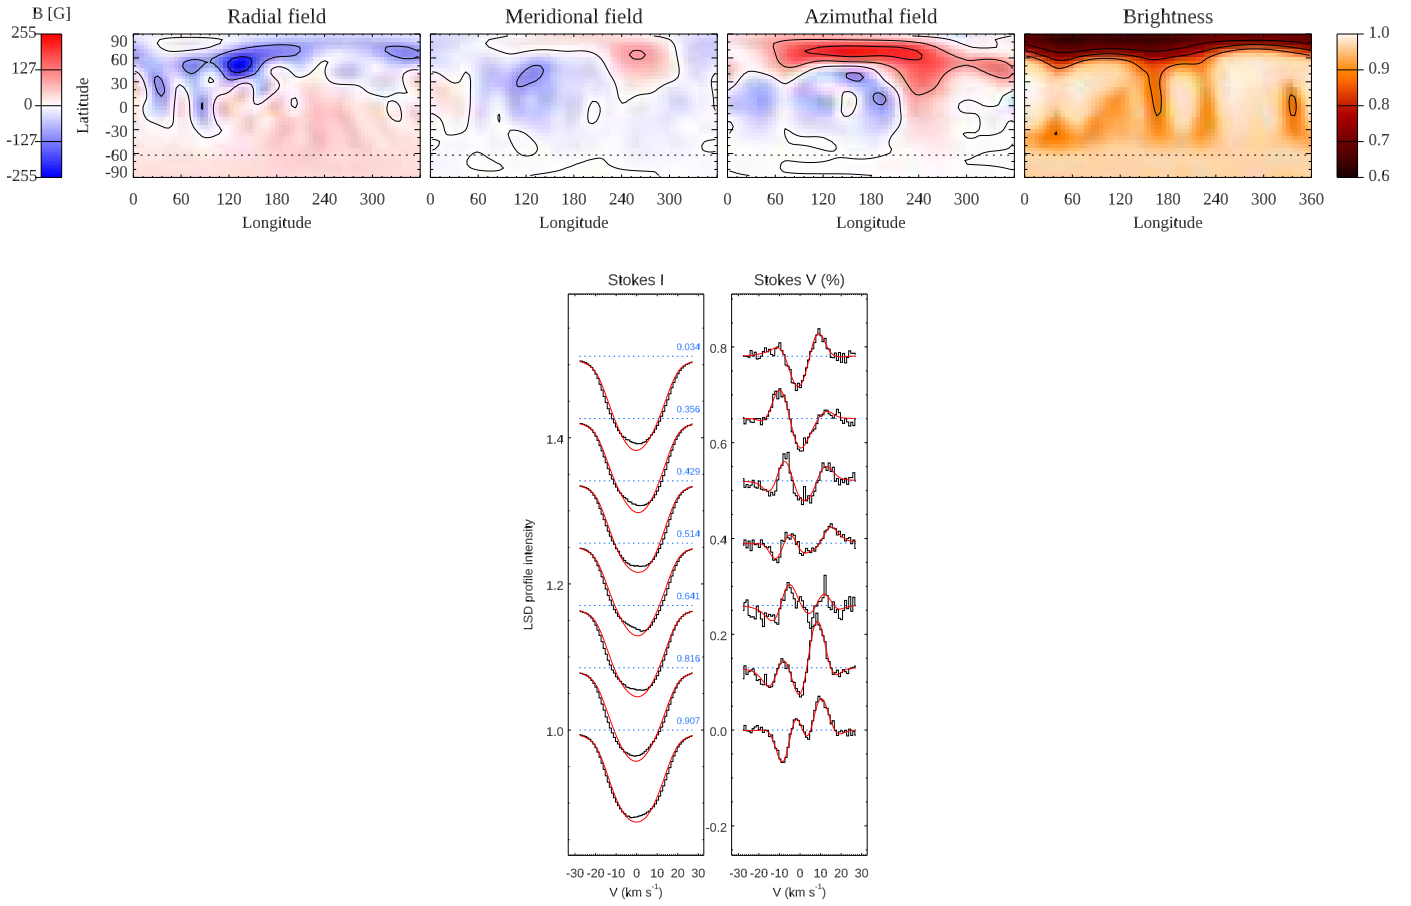 B [G]
255
127
0
-127
-255
Radial field
Meridional field
Azimuthal field
Brightness
Latitude
90
60
30
0
-30
-60
-90
0 60 120 180 240 300
0 60 120 180 240 300
0 60 120 180 240 300
0 60 120 180 240 300 360
Longitude
Longitude
Longitude
Longitude
1.0
0.9
0.8
0.7
0.6
Stokes I
Stokes V (%)
LSD profile intensity
1.4
1.2
1.0
0.034
0.356
0.429
0.514
0.641
0.816
0.907
0.8
0.6
0.4
0.2
0.0
-0.2
-30 -20 -10 0 10 20 30
-30 -20 -10 0 10 20 30
V (km s-1)
V (km s-1)